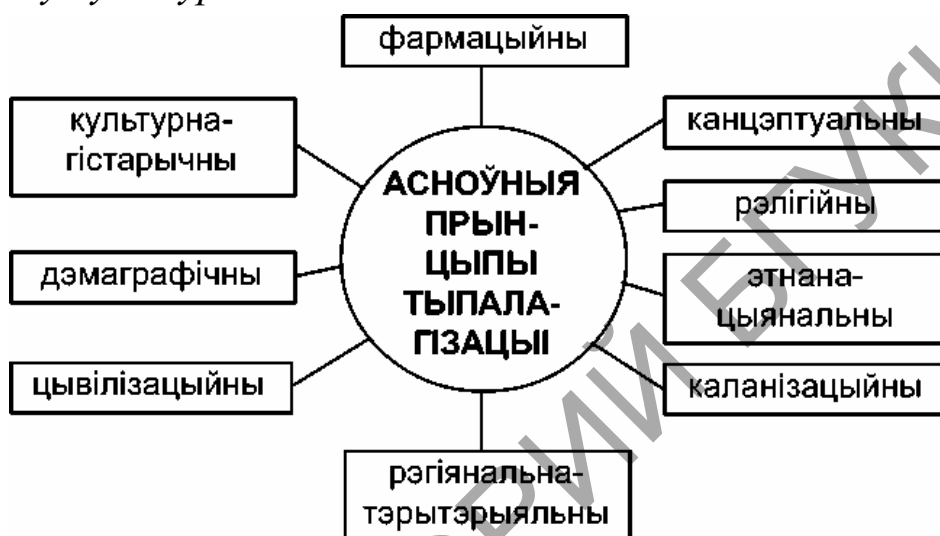 фармацыйны
культурна-
гістарычны
канцэптуальны
рэлігійны
АСНОЎНЫЯ
ПРЫН-
ЦЫПЫ
ТЫПАЛА-
ГІЗАЦЫІ
дэмаграфічны
этнана-
цыянальны
цывілізацыйны
каланізацыйны
рэгіянальна-
тэрытэрыяльны